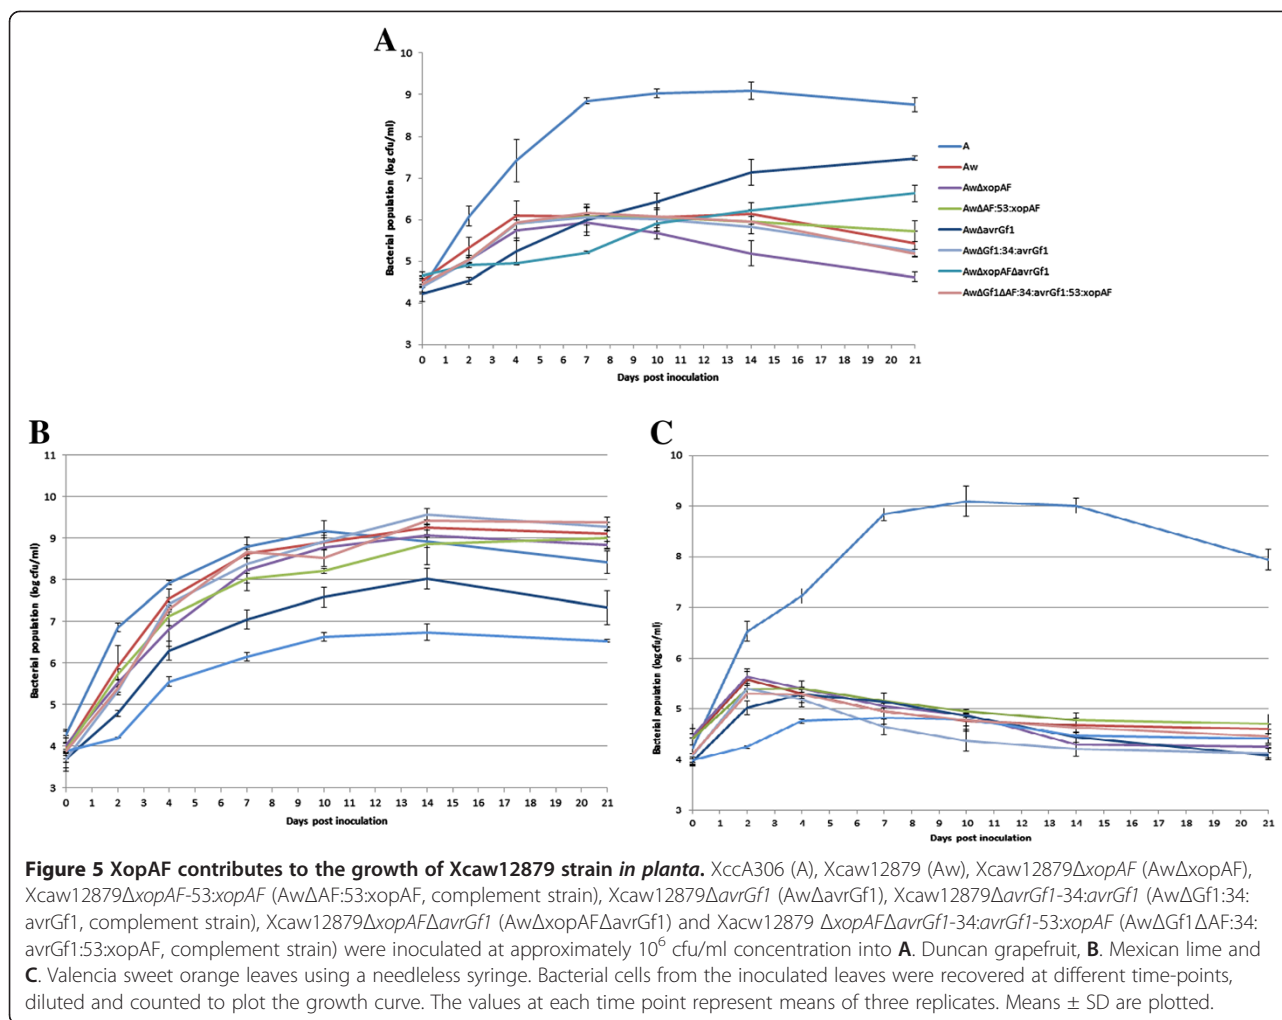 A
10
9
8
7
6
5
4
3
Bacterial population (log cfu/ml)
0 1 2 3 4 5 6 7 8 9 10 11 12 13 14 15 16 17 18 19 20 21
Days post inoculation
A
Aw
AwΔxopAF
AwΔAF:53:xopAF
AwΔavrGf1
AwΔGf1:34:avrGf1
AwΔxopAFΔavrGf1
AwΔGf1ΔAF:34:avrGf1:53:xopAF
B
11
10
9
8
7
6
5
4
3
Bacterial population (log cfu/ml)
0 1 2 3 4 5 6 7 8 9 10 11 12 13 14 15 16 17 18 19 20 21
Days post inoculation
C
10
9
8
7
6
5
4
3
Bacterial population (log cfu/ml)
0 1 2 3 4 5 6 7 8 9 10 11 12 13 14 15 16 17 18 19 20 21
Days post inoculation
Figure 5 XopAF contributes to the growth of Xcaw12879 strain in planta. XccA306 (A), Xcaw12879 (Aw), Xcaw12879ΔxopAF (AwΔxopAF),
Xcaw12879ΔxopAF-53:xopAF (AwΔAF:53:xopAF, complement strain), Xcaw12879ΔavrGf1 (AwΔavrGf1), Xcaw12879ΔavrGf1-34:avrGf1 (AwΔGf1:34:
avrGf1, complement strain), Xcaw12879ΔxopAFΔavrGf1 (AwΔxopAFΔavrGf1) and Xacw12879 ΔxopAFΔavrGf1-34:avrGf1-53:xopAF (AwΔGf1ΔAF:34:
avrGf1:53:xopAF, complement strain) were inoculated at approximately 10⁶ cfu/ml concentration into A. Duncan grapefruit, B. Mexican lime and
C. Valencia sweet orange leaves using a needleless syringe. Bacterial cells from the inoculated leaves were recovered at different time-points,
diluted and counted to plot the growth curve. The values at each time point represent means of three replicates. Means ± SD are plotted.